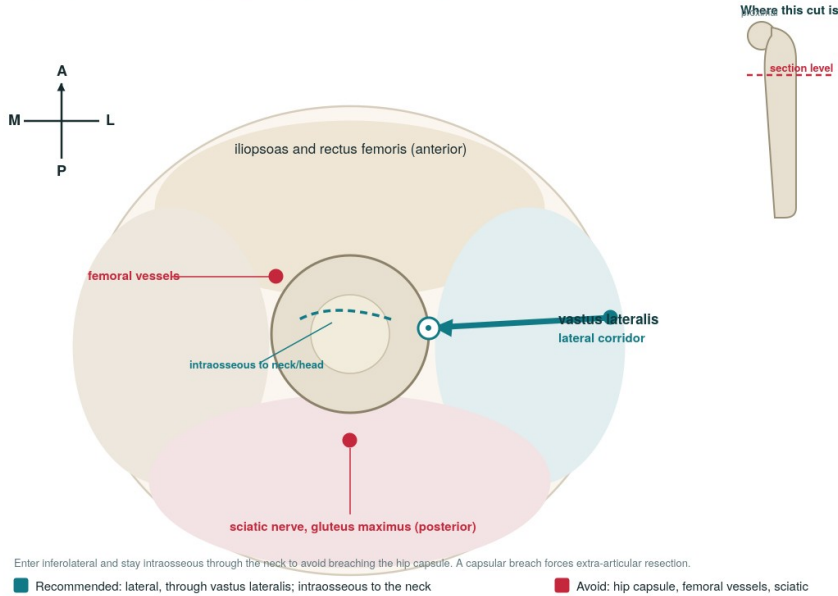 Where this cut is
proximal
section level
A
M L
P
iliopsoas and rectus femoris (anterior)
femoral vessels
vastus lateralis
lateral corridor
intraosseous to neck/head
sciatic nerve, gluteus maximus (posterior)
Enter inferolateral and stay intraosseous through the neck to avoid breaching the hip capsule. A capsular breach forces extra-articular resection.
Recommended: lateral, through vastus lateralis; intraosseous to the neck
Avoid: hip capsule, femoral vessels, sciatic